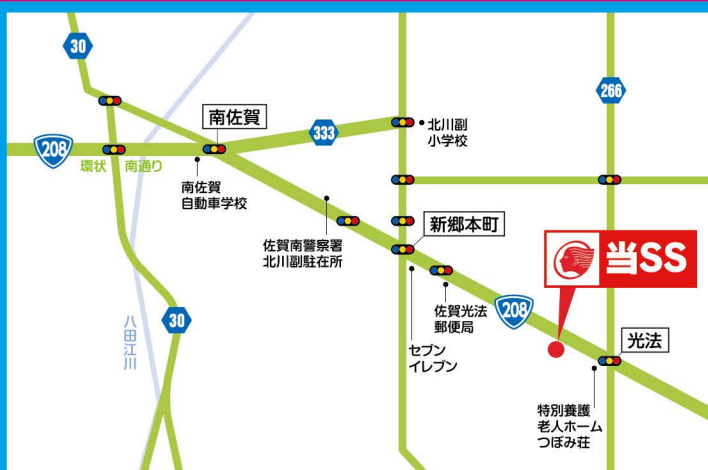 30
266
南佐賀
333
北川副
小学校
208
環状 南通り
南佐賀
自動車学校
新郷本町
佐賀南警察署
北川副駐在所
当SS
佐賀光法
郵便局
208
30
八田江川
光法
セブン
イレブン
特別養護
老人ホーム
つぼみ荘